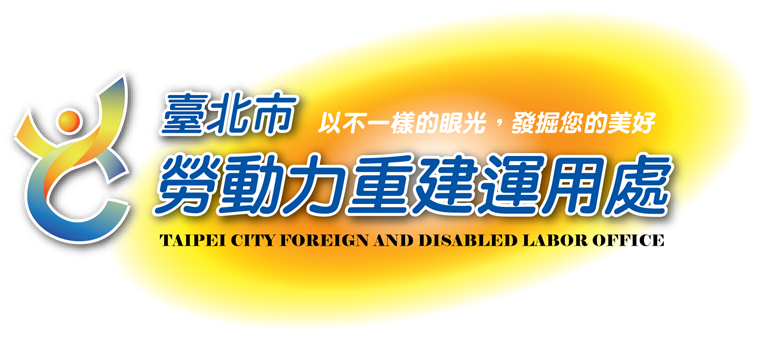 臺北市
以不一樣的眼光，發掘您的美好
勞動力重建運用處
TAIPEI CITY FOREIGN AND DISABLED LABOR OFFICE